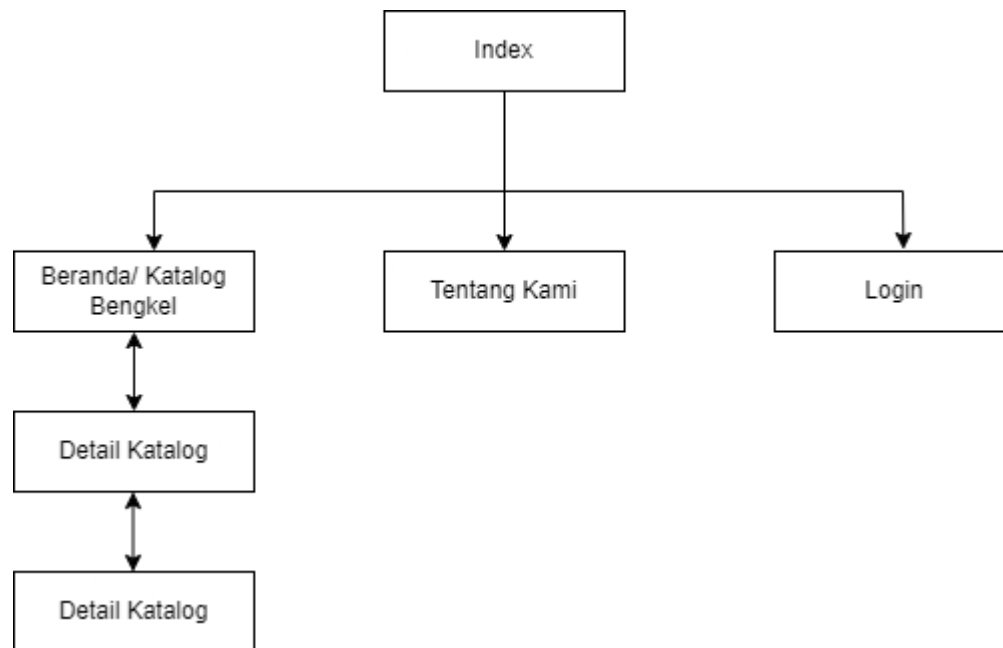 Index
Beranda/ Katalog
Bengkel
Tentang Kami
Login
Detail Katalog
Detail Katalog